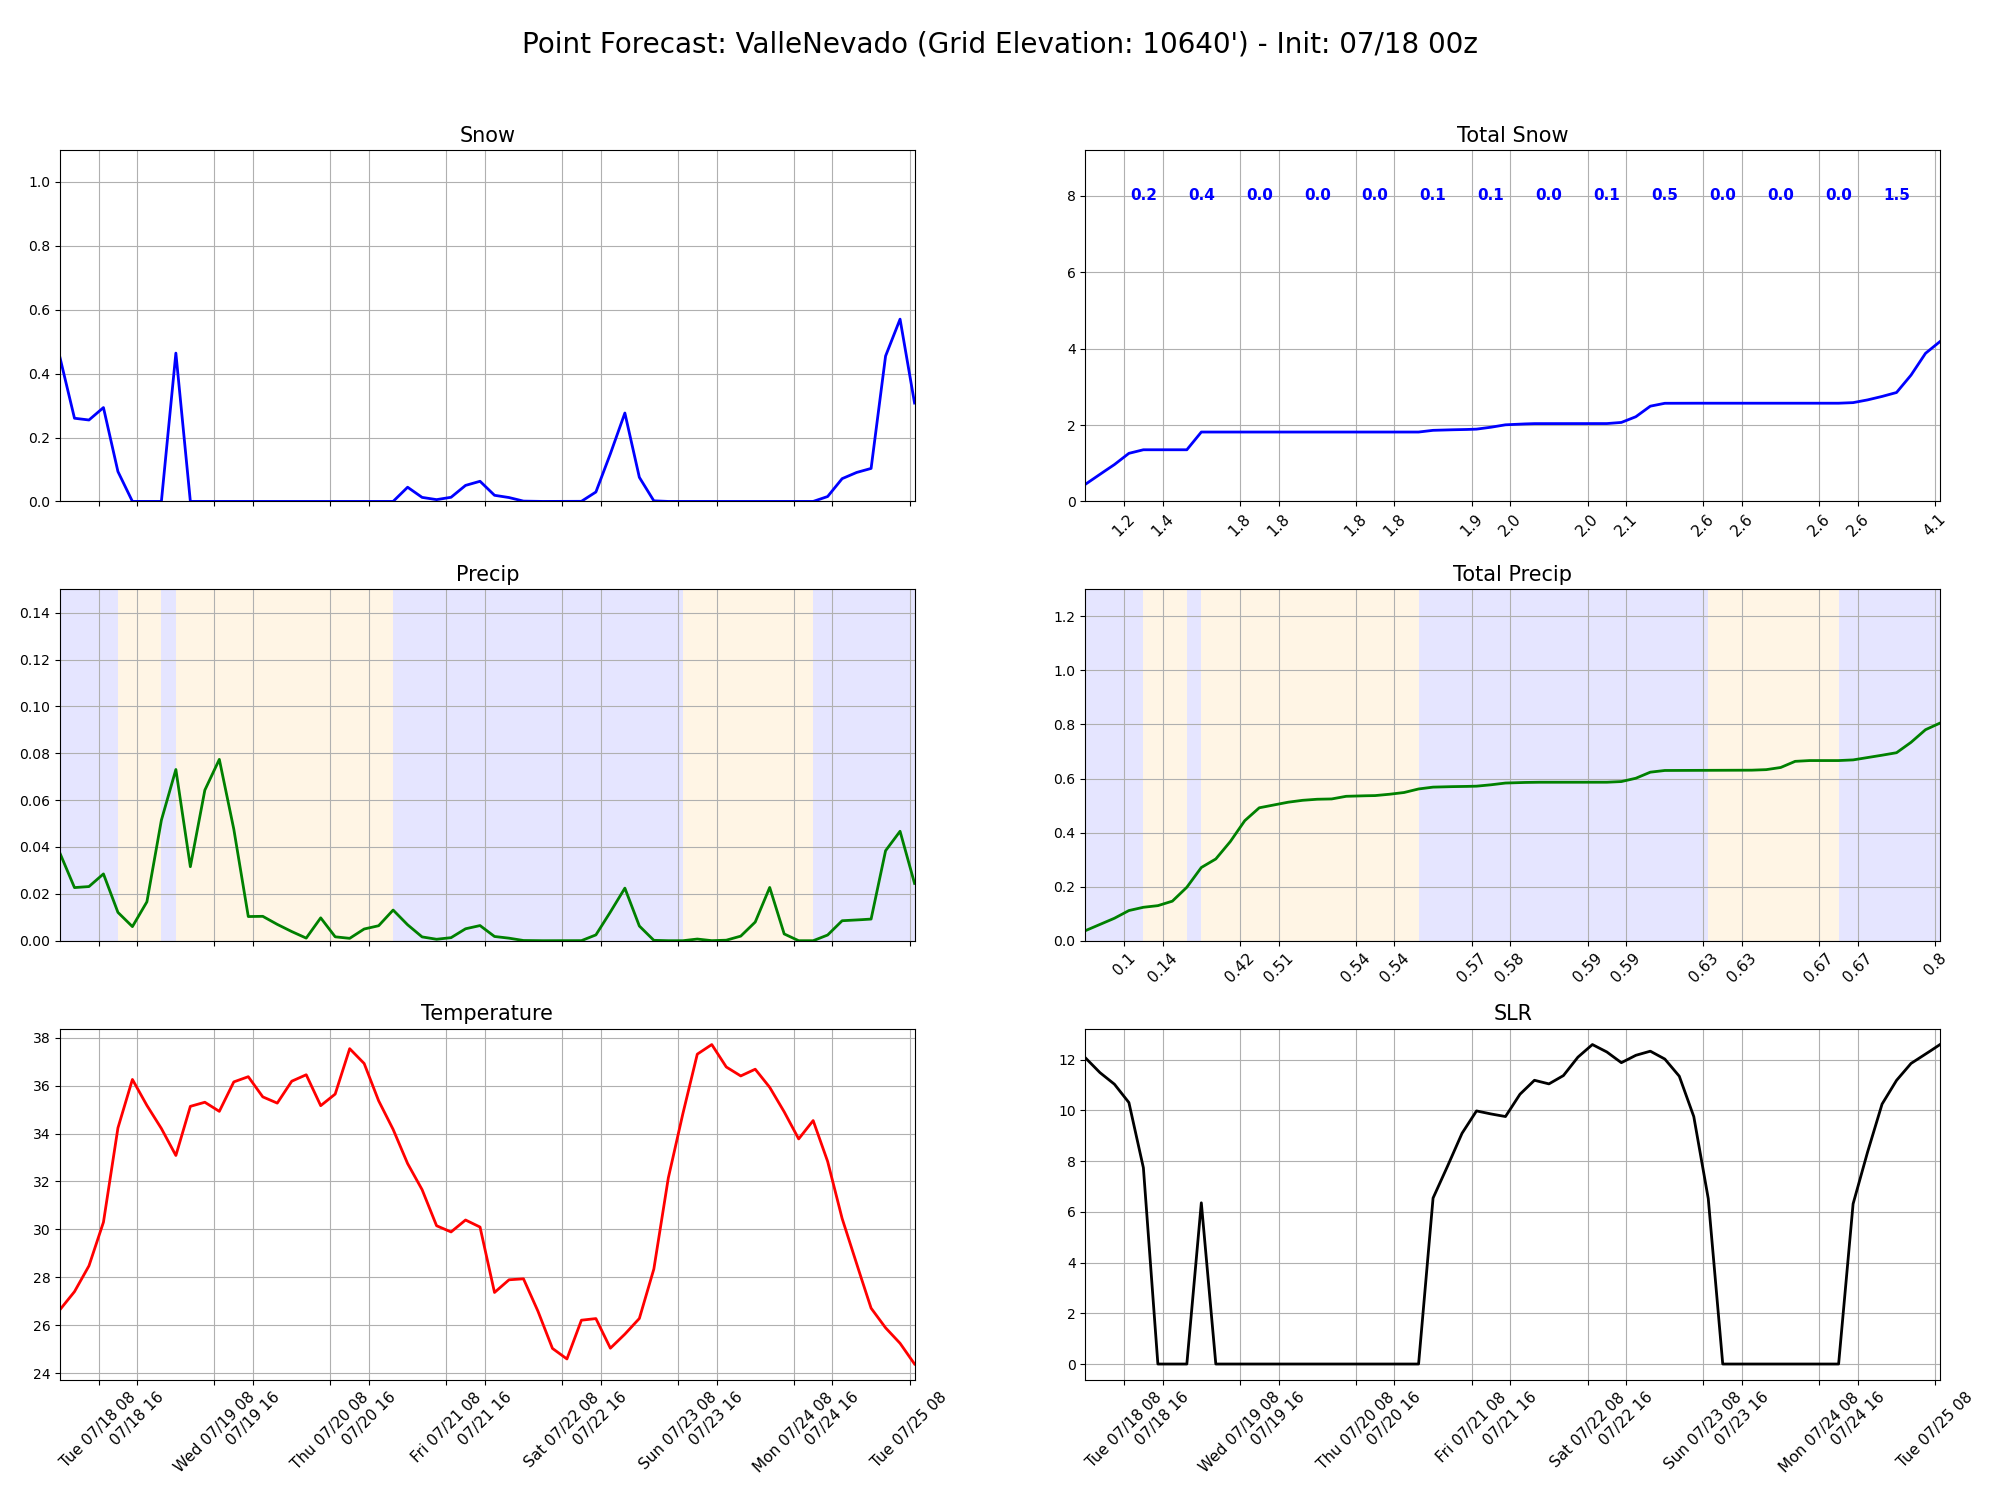 Point Forecast: ValleNevado (Grid Elevation: 10640') - Init: 07/18 00z
Snow
1.0
0.8
0.6
0.4
0.2
0.0
Total Snow
8
6
4
2
0
0.2 0.4 0.0 0.0 0.0 0.1 0.1 0.0 0.1 0.5 0.0 0.0 0.0 1.5
1.2 1.4 1.8 1.8 1.8 1.8 1.9 2.0 2.0 2.1 2.6 2.6 2.6 2.6 4.1
Precip
0.14
0.12
0.10
0.08
0.06
0.04
0.02
0.00
Total Precip
1.2
1.0
0.8
0.6
0.4
0.2
0.0
0.1 0.14 0.42 0.51 0.54 0.54 0.57 0.58 0.59 0.59 0.63 0.63 0.67 0.67 0.8
Temperature
38
36
34
32
30
28
26
24
Tue 07/18 08
07/18 16
Wed 07/19 08
07/19 16
Thu 07/20 08
07/20 16
Fri 07/21 08
07/21 16
Sat 07/22 08
07/22 16
Sun 07/23 08
07/23 16
Mon 07/24 08
07/24 16
Tue 07/25 08
SLR
12
10
8
6
4
2
0
Tue 07/18 08
07/18 16
Wed 07/19 08
07/19 16
Thu 07/20 08
07/20 16
Fri 07/21 08
07/21 16
Sat 07/22 08
07/22 16
Sun 07/23 08
07/23 16
Mon 07/24 08
07/24 16
Tue 07/25 08